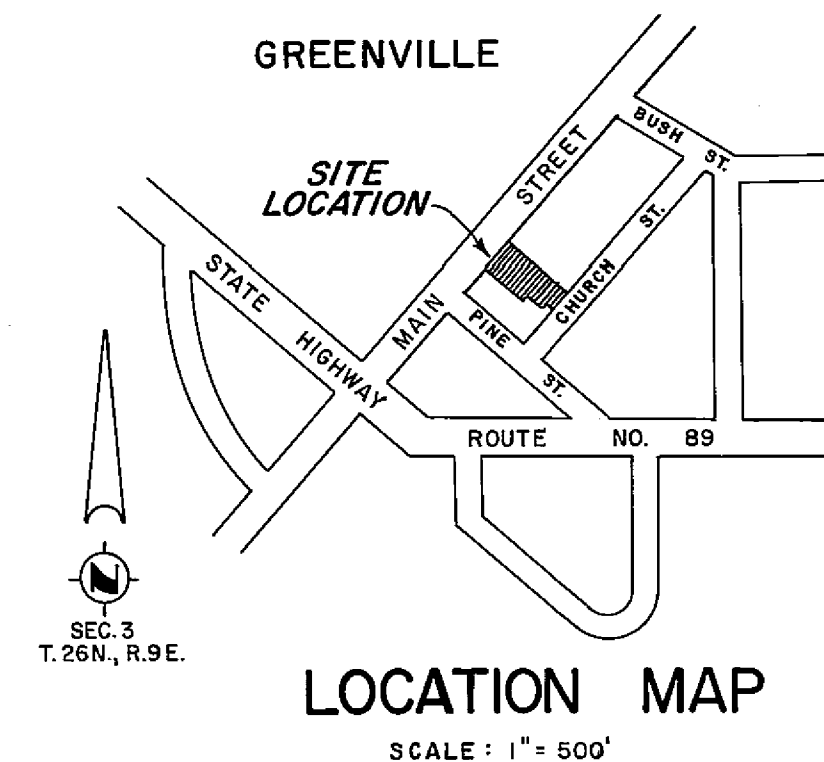 GREENVILLE
BUSH ST.
STREET
SITE
LOCATION
CHURCH ST.
STATE HIGHWAY
MAIN
PINE ST.
ROUTE NO. 89
N
SEC. 3
T. 26N., R.9E.
LOCATION MAP
SCALE : 1" = 500'